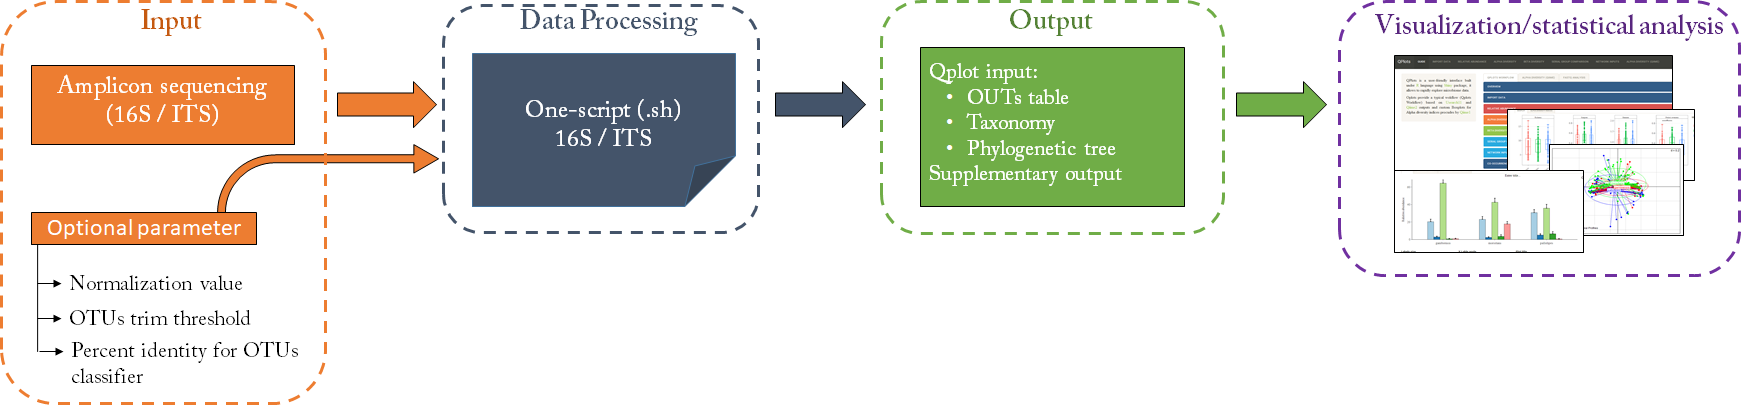 Input
Amplicon sequencing
(16S / ITS)
Optional parameter
Normalization value
OTUs trim threshold
Percent identity for OTUs
classifier
Data Processing
One-script (.sh)
16S / ITS
Output
Qplot input:
• OUTs table
• Taxonomy
• Phylogenetic tree
Supplementary output
Visualization/statistical analysis
QPlots